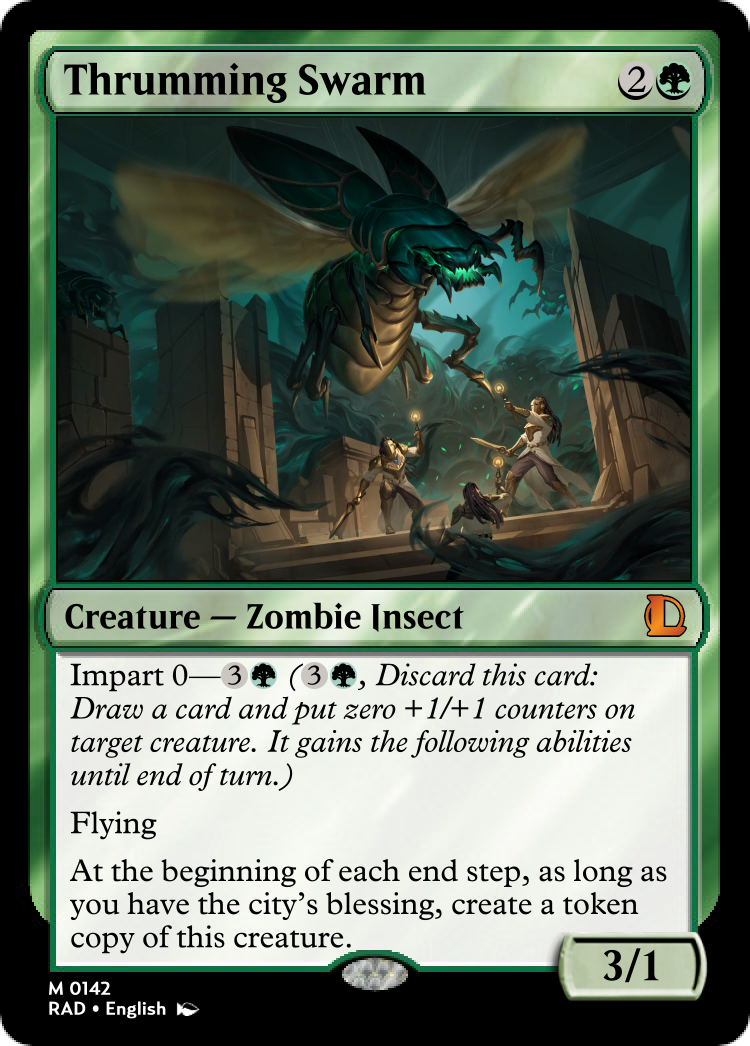 Thrumming Swarm 2
Creature — Zombie Insect
Impart 0—3 (3, Discard this card:
Draw a card and put zero +1/+1 counters on
target creature. It gains the following abilities
until end of turn.)
Flying
At the beginning of each end step, as long as
you have the city's blessing, create a token
copy of this creature.
3/1
M 0142
RAD • English